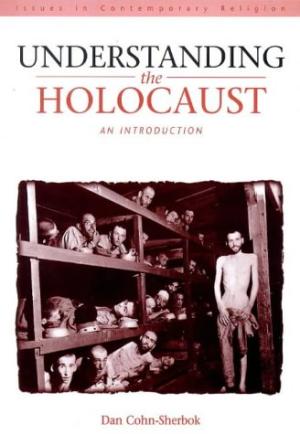 Issues in Contemporary Religion
UNDERSTANDING
the
HOLOCAUST
AN INTRODUCTION
Dan Cohn-Sherbok